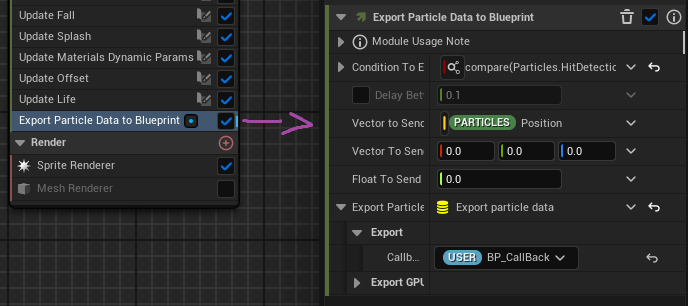 Update Fall
Update Splash
Update Materials Dynamic Params
Update Offset
Update Life
Export Particle Data to Blueprint
Render
Sprite Renderer
Mesh Renderer
Export Particle Data to Blueprint
Module Usage Note
Condition To E compare(Particles.HitDetectic
Delay Bet 0.1
Vector to Send PARTICLES Position
Vector To Sen 0.0 0.0 0.0
Float To Send 0.0
Export Particle Export particle data
Export
Callb... USER BP_CallBack
Export GPU